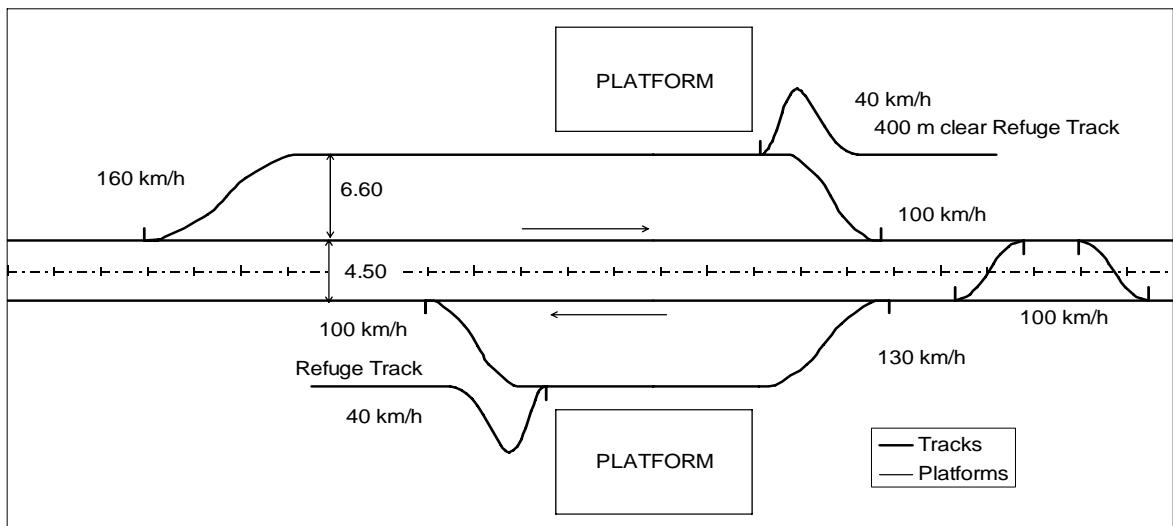 PLATFORM
40 km/h
400 m clear Refuge Track
160 km/h
6.60
100 km/h
4.50
100 km/h
100 km/h
130 km/h
Refuge Track
40 km/h
PLATFORM
Tracks
Platforms